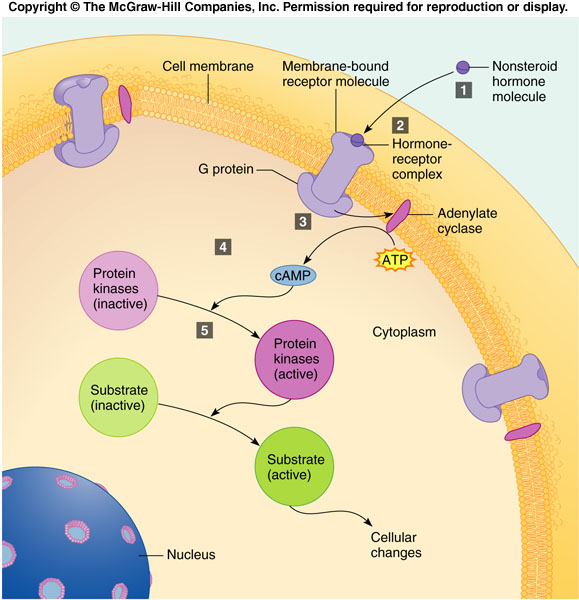 Copyright © The McGraw-Hill Companies, Inc. Permission required for reproduction or display.
Cell membrane
Membrane-bound
receptor molecule
Nonsteroid
hormone
molecule
1
2
Hormone-
receptor
complex
G protein
3
Adenylate
cyclase
4
ATP
cAMP
Protein
kinases
(inactive)
5
Cytoplasm
Protein
kinases
(active)
Substrate
(inactive)
Substrate
(active)
Cellular
changes
Nucleus